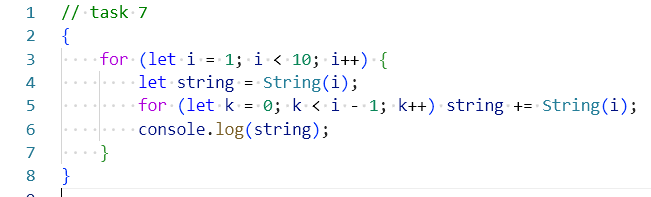 1 // task 7
2 {
3     for (let i = 1; i < 10; i++) {
4         let string = String(i);
5         for (let k = 0; k < i - 1; k++) string += String(i);
6         console.log(string);
7     }
8 }